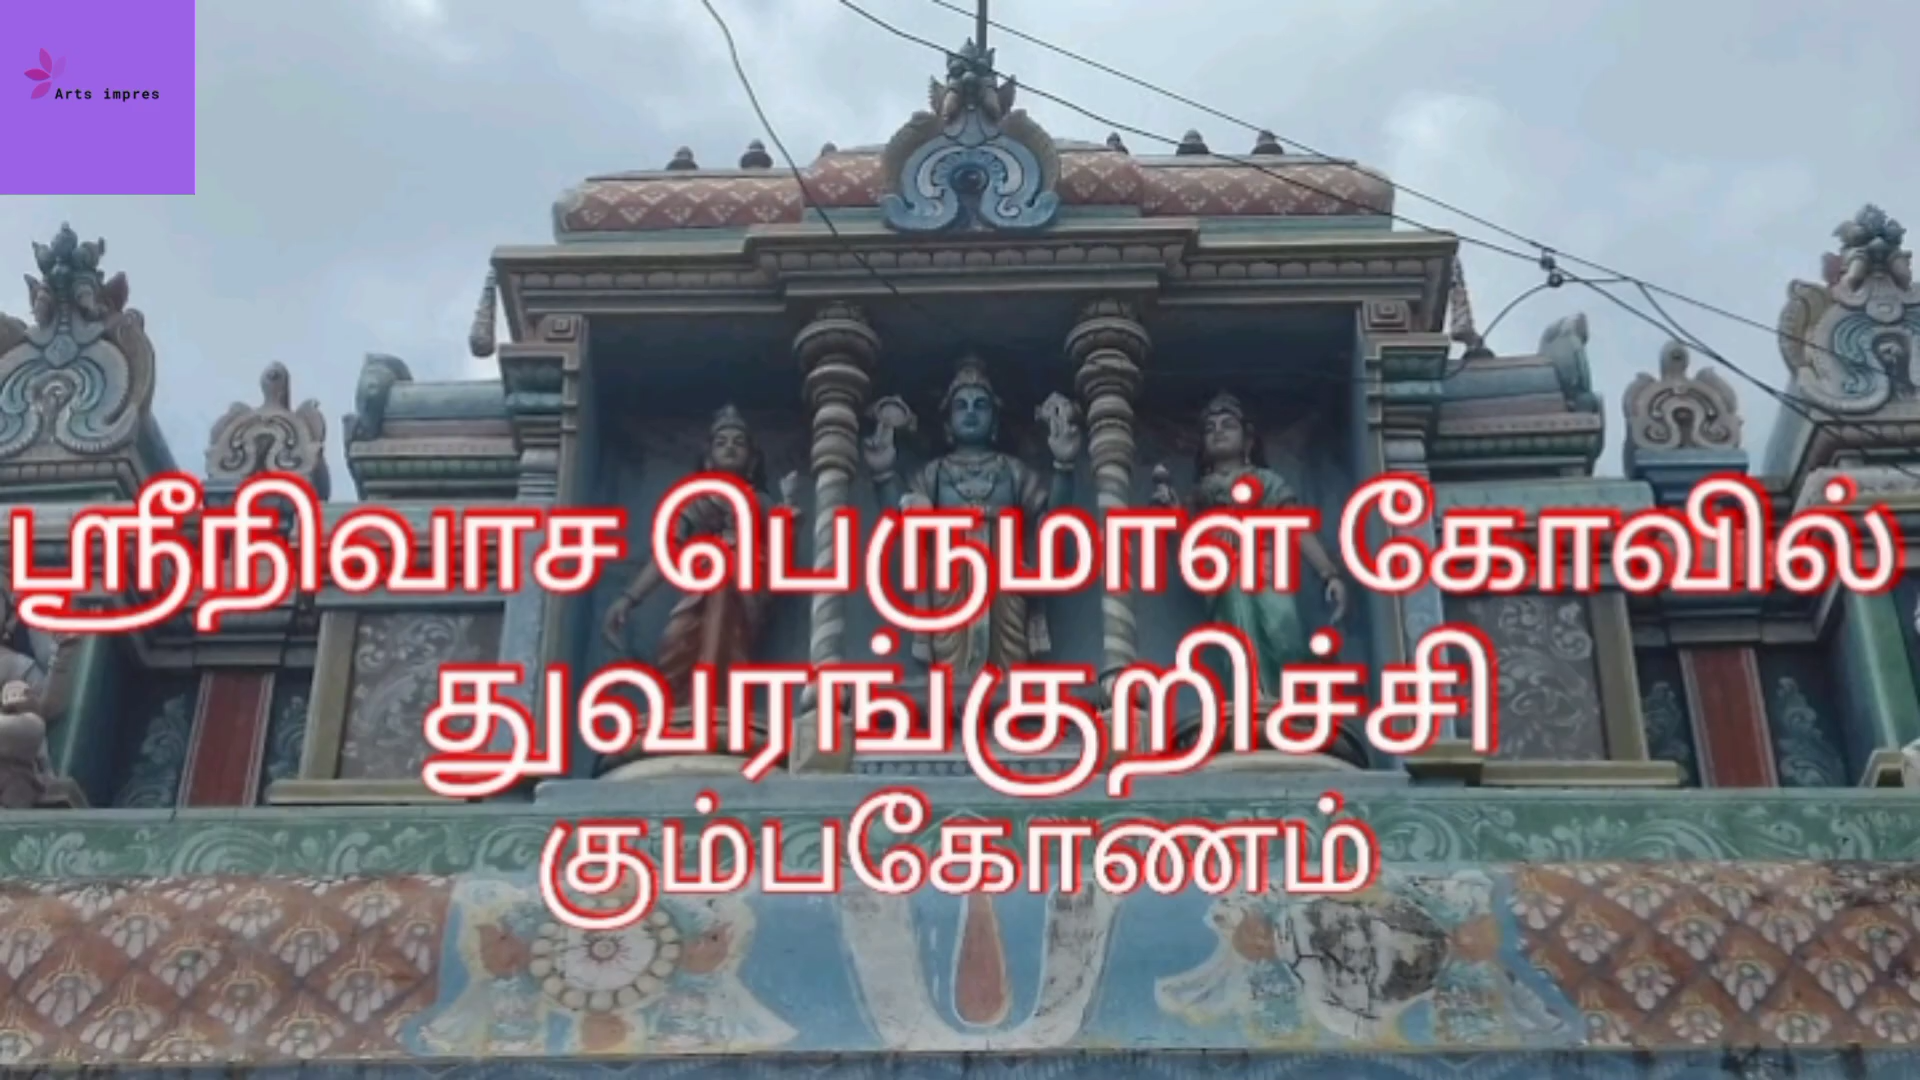 Arts impres
ஸ்ரீநிவாச பெருமாள் கோவில்
துவரங்குறிச்சி
கும்பகோணம்